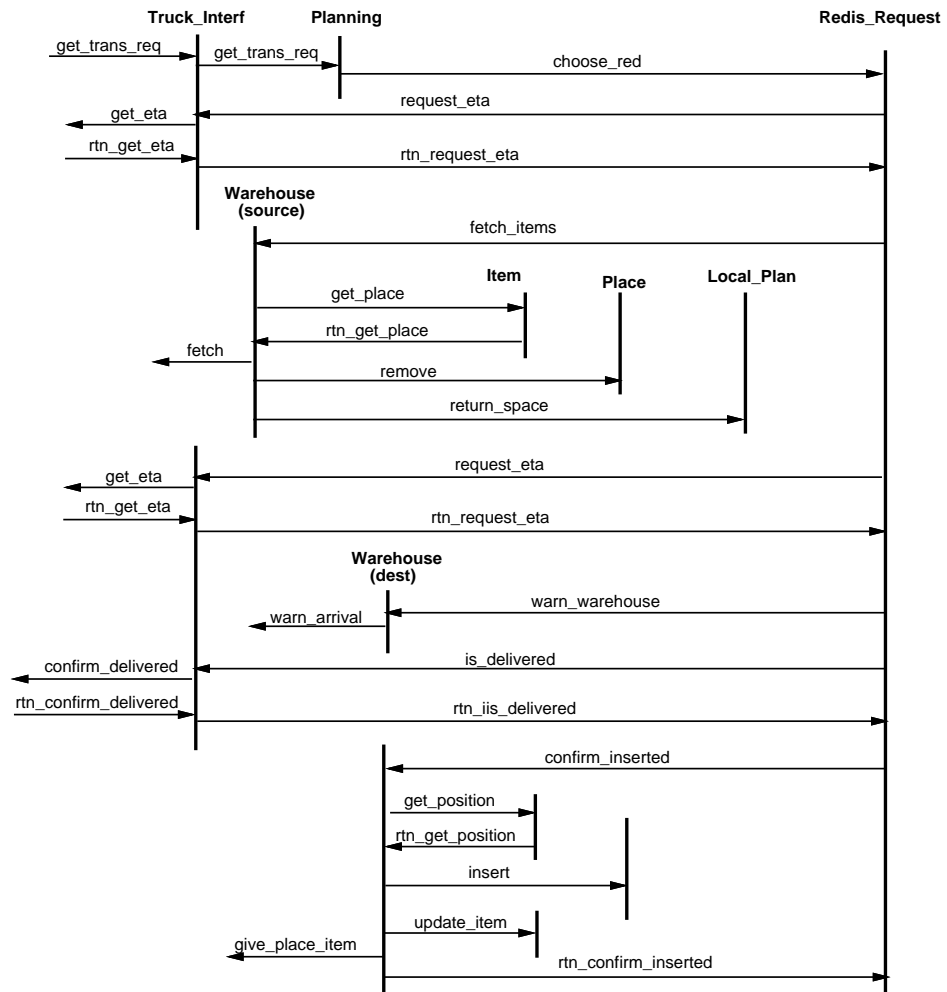 Truck_Interf
Planning
Redis_Request
get_trans_req
get_trans_req
choose_red
request_eta
get_eta
rtn_get_eta
rtn_request_eta
Warehouse
(source)
fetch_items
Item
Place
Local_Plan
get_place
rtn_get_place
fetch
remove
return_space
request_eta
get_eta
rtn_get_eta
rtn_request_eta
Warehouse
(dest)
warn_warehouse
warn_arrival
is_delivered
confirm_delivered
rtn_confirm_delivered
rtn_iis_delivered
confirm_inserted
get_position
rtn_get_position
insert
update_item
give_place_item
rtn_confirm_inserted